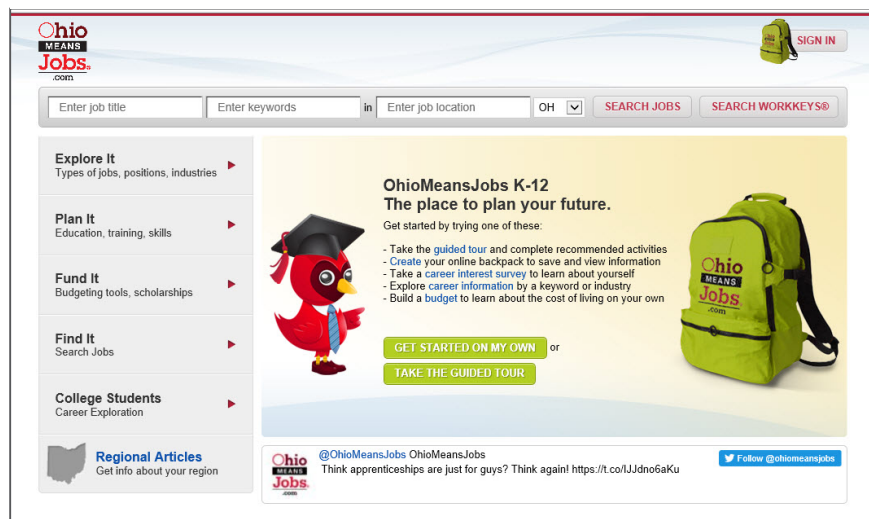 Ohio
MEANS
Jobs
.com
SIGN IN
Enter job title
Enter keywords
in
Enter job location
OH
SEARCH JOBS
SEARCH WORKKEYS®
Explore It
Types of jobs, positions, industries
Plan It
Education, training, skills
Fund It
Budgeting tools, scholarships
Find It
Search Jobs
College Students
Career Exploration
Regional Articles
Get info about your region
OhioMeansJobs K-12
The place to plan your future.
Get started by trying one of these:
- Take the guided tour and complete recommended activities
- Create your online backpack to save and view information
- Take a career interest survey to learn about yourself
- Explore career information by a keyword or industry
- Build a budget to learn about the cost of living on your own
GET STARTED ON MY OWN or
TAKE THE GUIDED TOUR
Ohio
MEANS
Jobs
.com
Ohio
MEANS
Jobs
.com
@OhioMeansJobs OhioMeansJobs
Think apprenticeships are just for guys? Think again! https://t.co/IJJdno6aKu
Follow @ohiomeansjobs